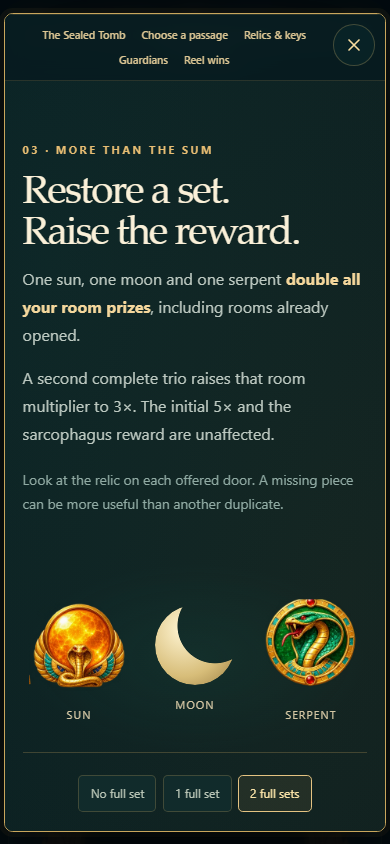 The Sealed Tomb Choose a passage Relics & keys
Guardians Reel wins
03 · MORE THAN THE SUM
Restore a set.
Raise the reward.
One sun, one moon and one serpent double all
your room prizes, including rooms already
opened.
A second complete trio raises that room
multiplier to 3×. The initial 5× and the
sarcophagus reward are unaffected.
Look at the relic on each offered door. A missing piece
can be more useful than another duplicate.
SUN MOON SERPENT
No full set 1 full set 2 full sets